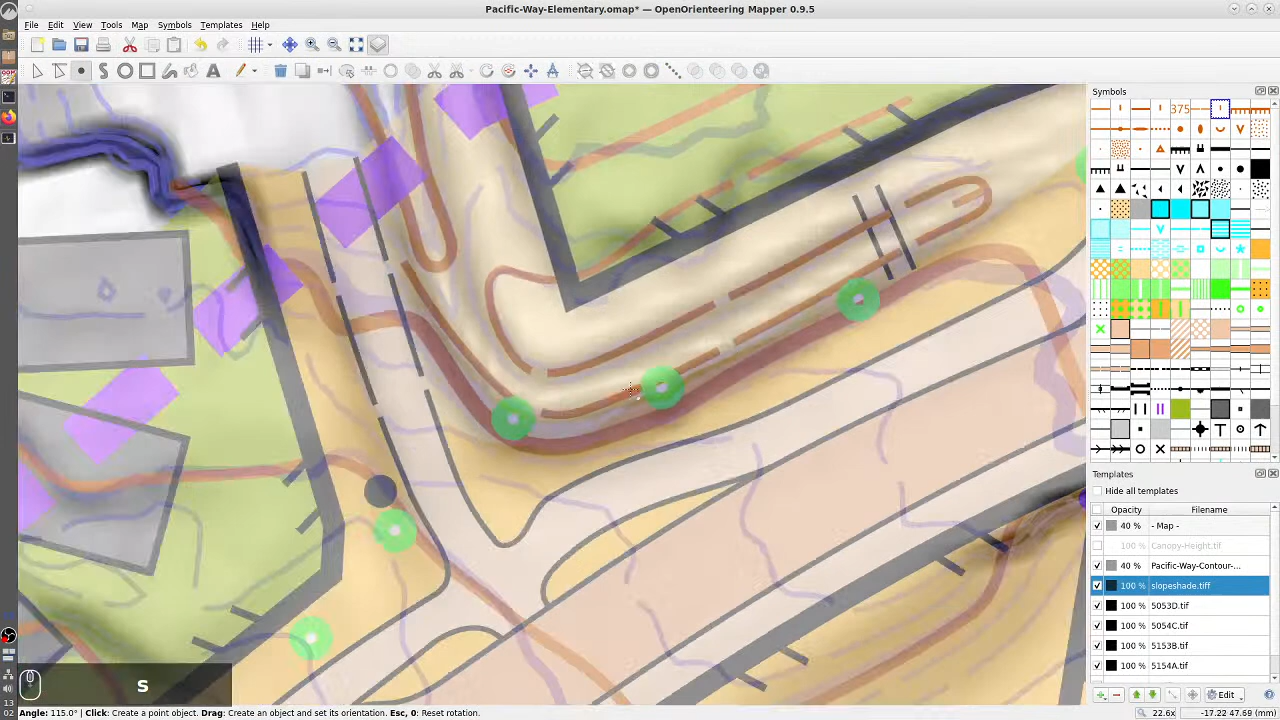 Pacific-Way-Elementary.omap* — OpenOrienteering Mapper 0.9.5
File Edit View Tools Map Symbols Templates Help
Symbols
375
Templates
Hide all templates
Opacity Filename
40 % - Map -
100 % Canopy-Height.tif
40 % Pacific-Way-Contour-...
100 % slopeshade.tiff
100 % 5053D.tif
100 % 5054C.tif
100 % 5153B.tif
100 % 5154A.tif
Edit
S
13
02
Angle: 115.0° | Click: Create a point object. Drag: Create an object and set its orientation. Esc, 0: Reset rotation.
22.6x -17.22 47.59 (mm)